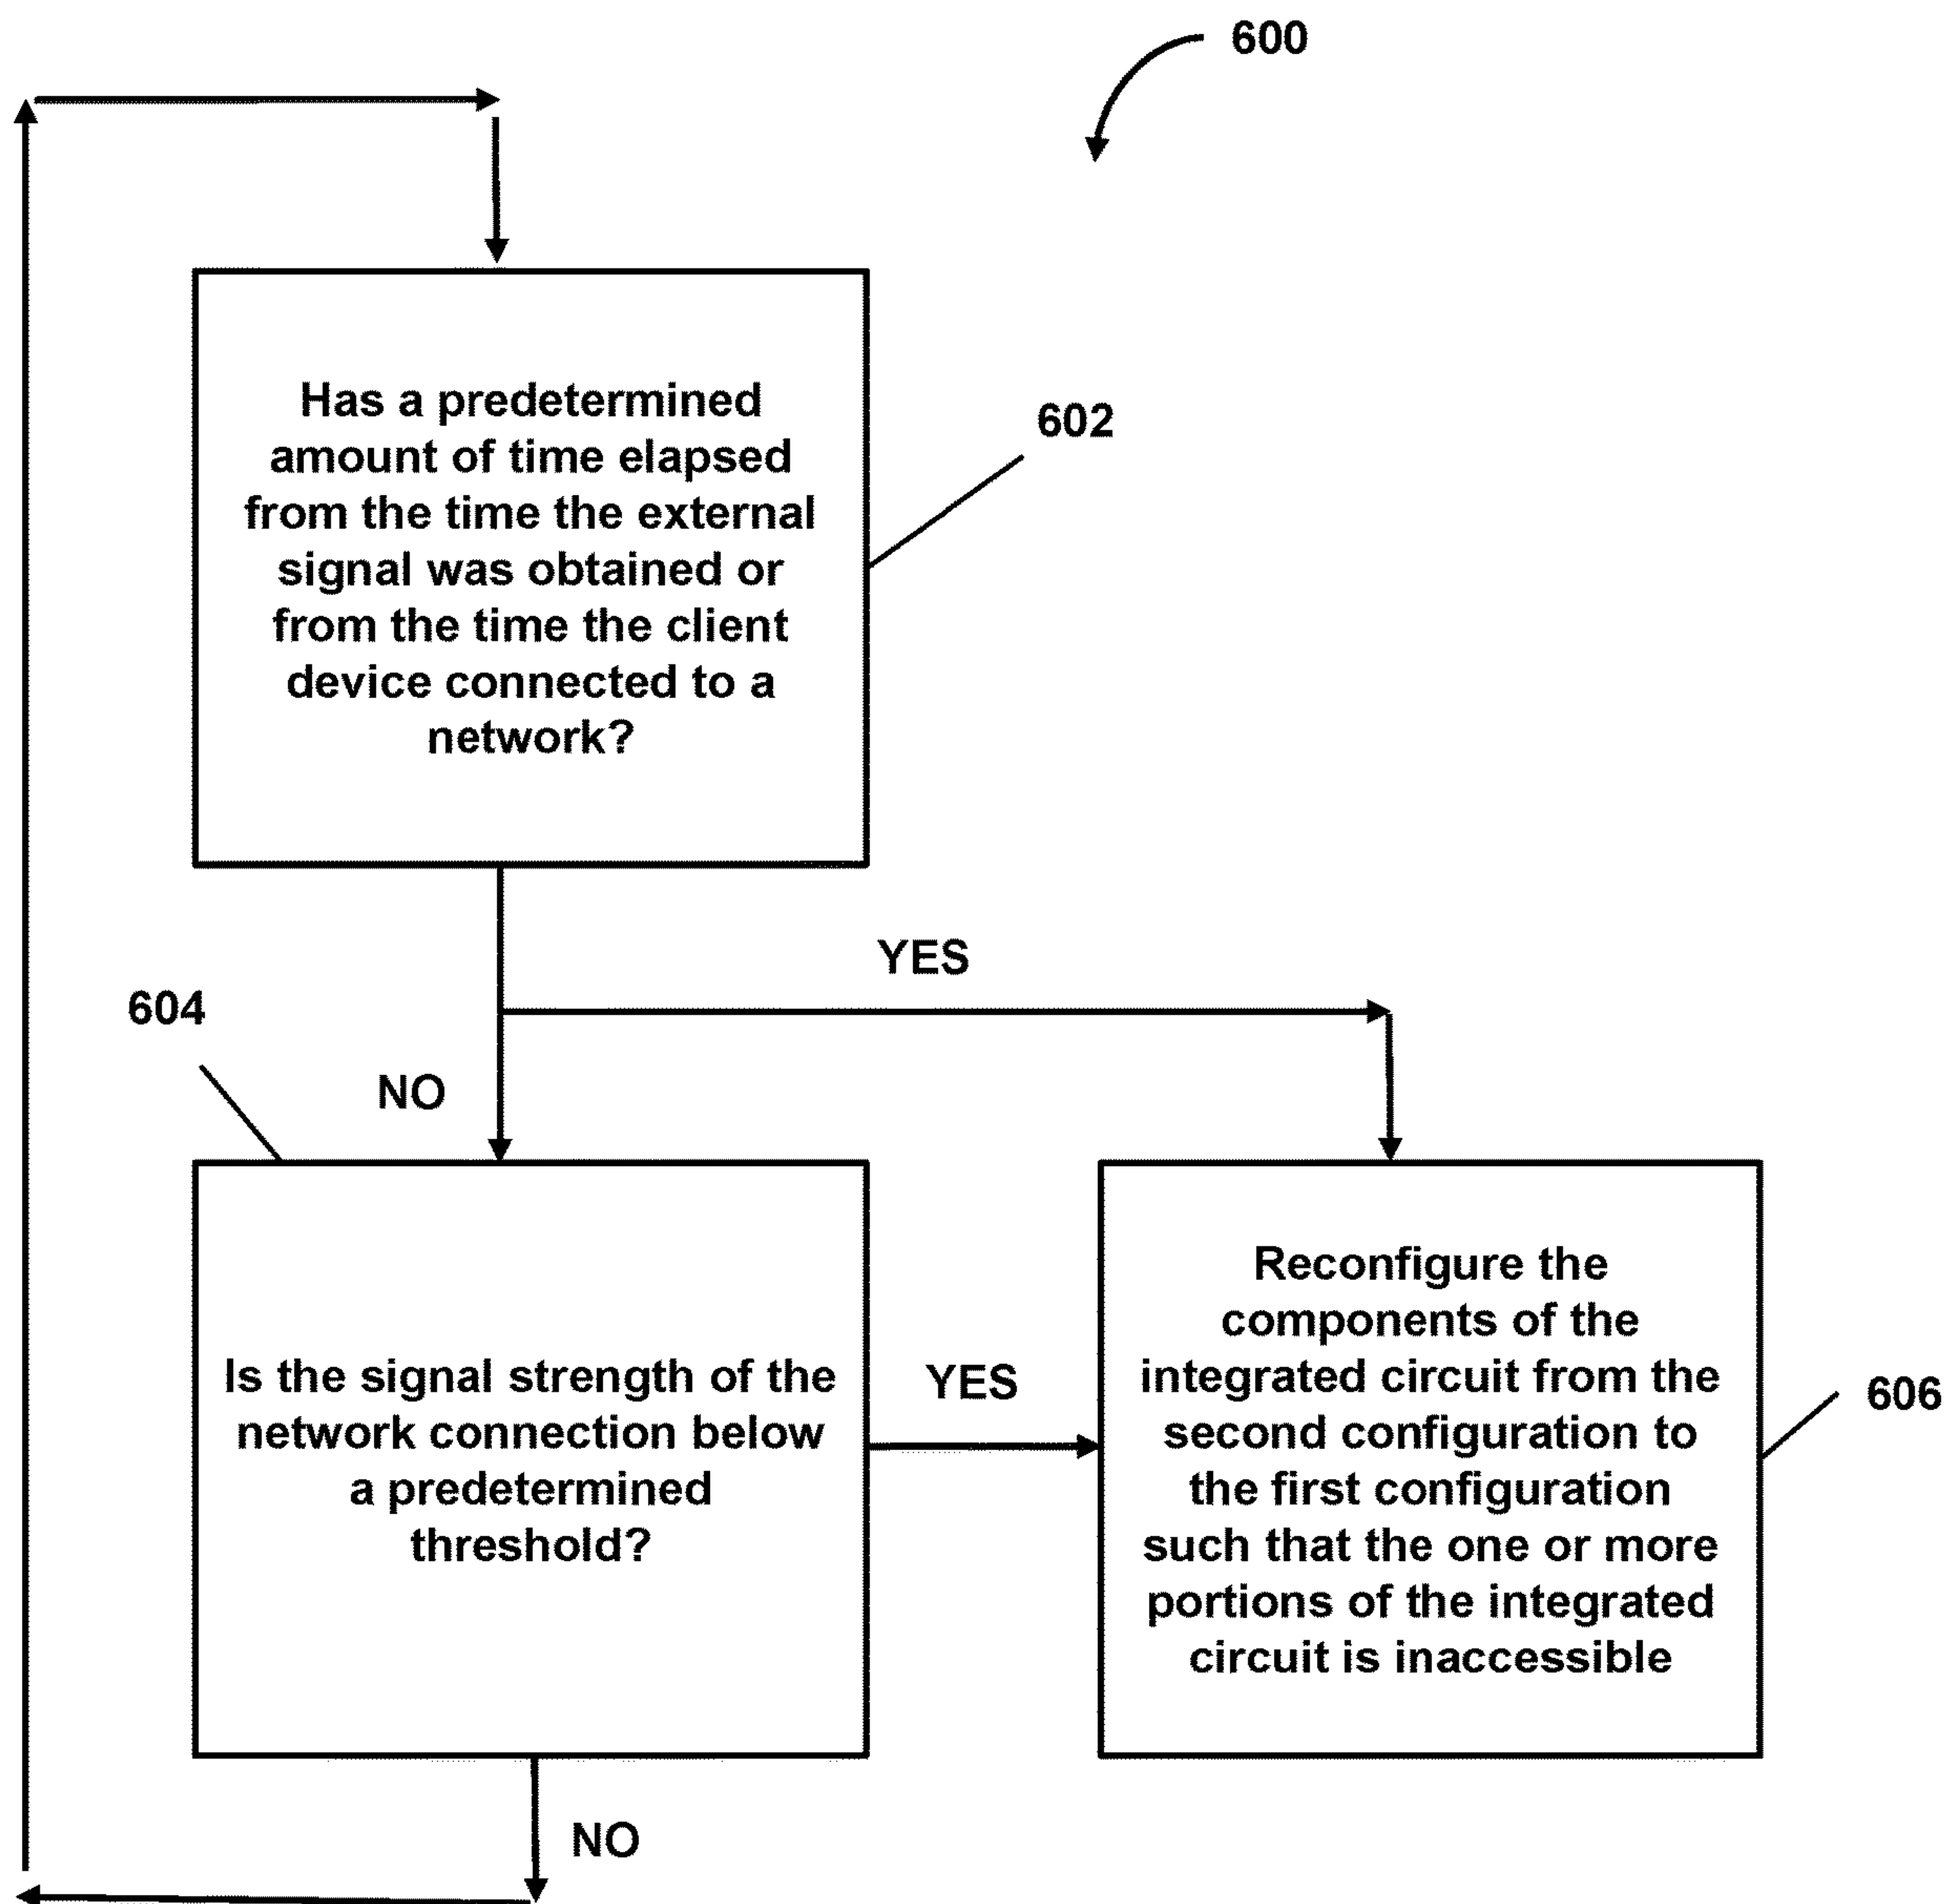 600
Has a predetermined
amount of time elapsed
from the time the external
signal was obtained or
from the time the client
device connected to a
network?
602
YES
604
NO
Is the signal strength of the
network connection below
a predetermined
threshold?
YES
Reconfigure the
components of the
integrated circuit from the
second configuration to
the first configuration
such that the one or more
portions of the integrated
circuit is inaccessible
606
NO